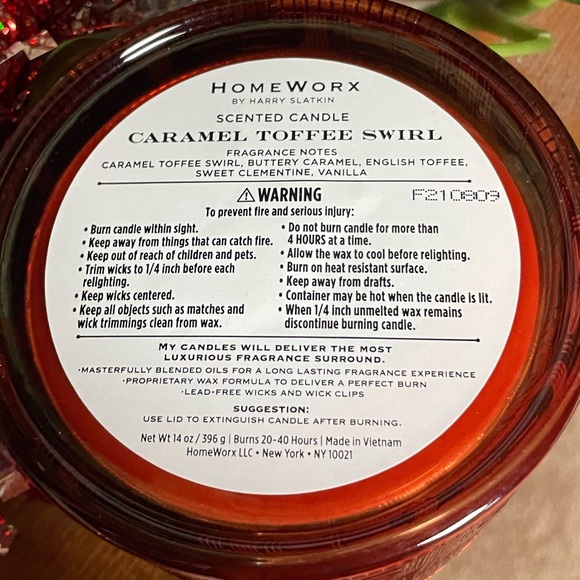 HOMEWORX
BY HARRY SLATKIN
SCENTED CANDLE
CARAMEL TOFFEE SWIRL
FRAGRANCE NOTES
CARAMEL TOFFEE SWIRL, BUTTERY CARAMEL, ENGLISH TOFFEE,
SWEET CLEMENTINE, VANILLA
⚠ WARNING
F210809
To prevent fire and serious injury:
• Burn candle within sight.
• Keep away from things that can catch fire.
• Keep out of reach of children and pets.
• Trim wicks to 1/4 inch before each
relighting.
• Keep wicks centered.
• Keep all objects such as matches and
wick trimmings clean from wax.
• Do not burn candle for more than
4 HOURS at a time.
• Allow the wax to cool before relighting.
• Burn on heat resistant surface.
• Keep away from drafts.
• Container may be hot when the candle is lit.
• When 1/4 inch unmelted wax remains
discontinue burning candle.
MY CANDLES WILL DELIVER THE MOST
LUXURIOUS FRAGRANCE SURROUND.
•MASTERFULLY BLENDED OILS FOR A LONG LASTING FRAGRANCE EXPERIENCE
•PROPRIETARY WAX FORMULA TO DELIVER A PERFECT BURN
•LEAD-FREE WICKS AND WICK CLIPS
SUGGESTION:
USE LID TO EXTINGUISH CANDLE AFTER BURNING.
Net Wt 14 oz / 396 g | Burns 20-40 Hours | Made in Vietnam
HomeWorx LLC • New York • NY 10021